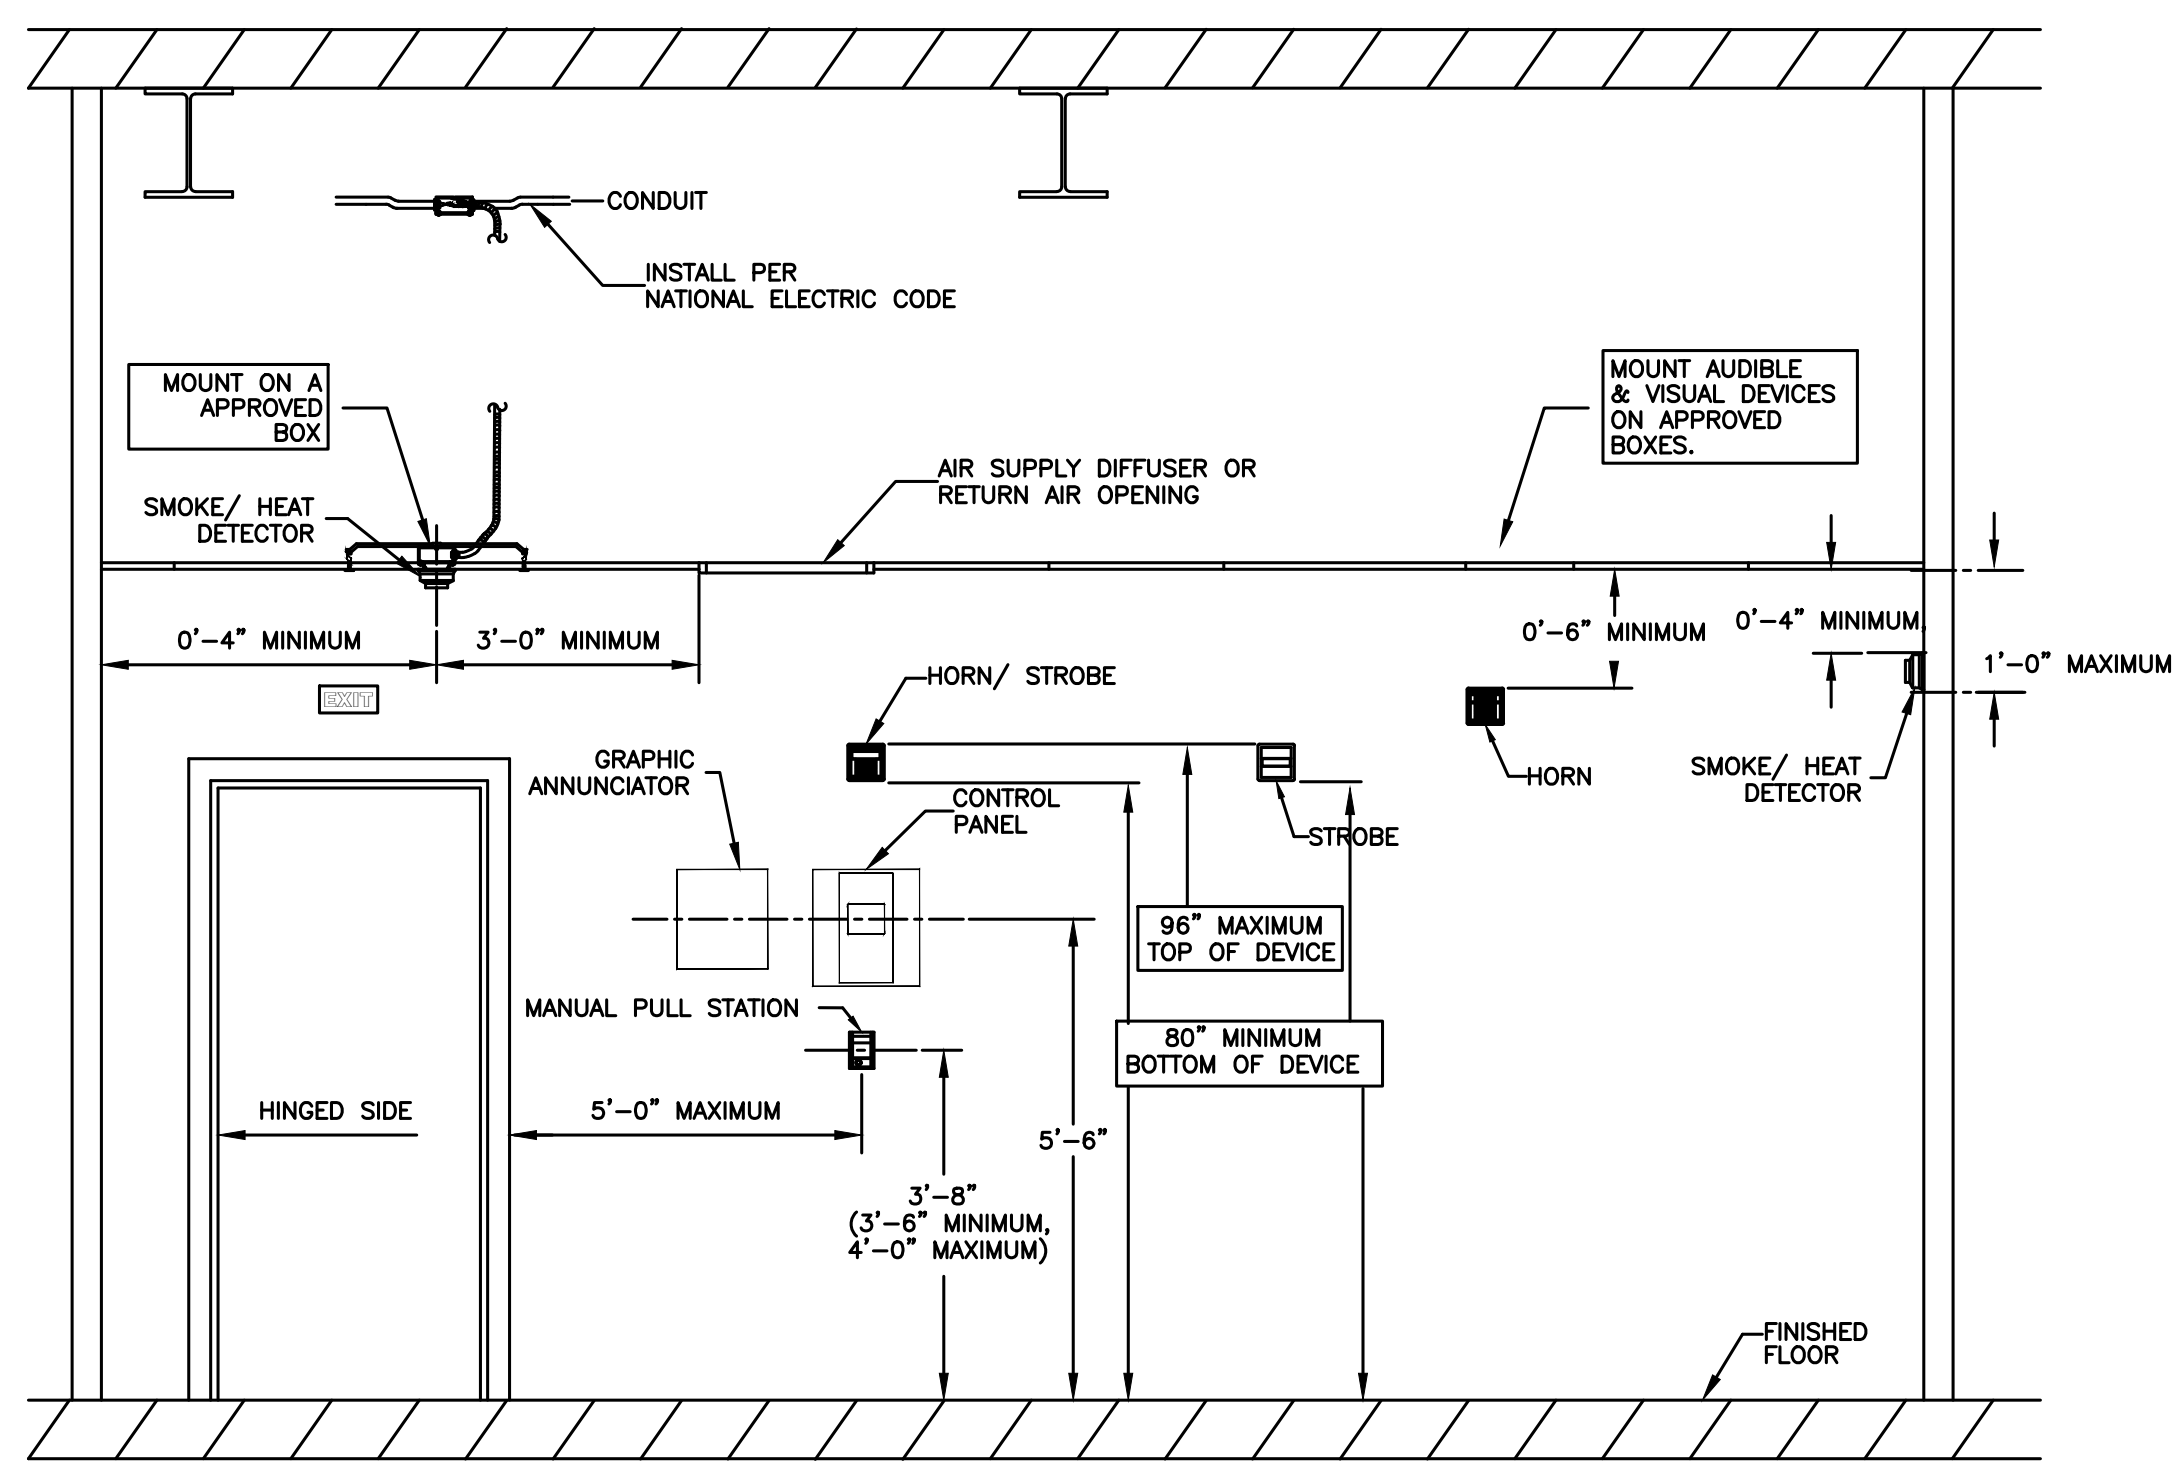 CONDUIT
INSTALL PER
NATIONAL ELECTRIC CODE
MOUNT ON A
APPROVED
BOX
MOUNT AUDIBLE
& VISUAL DEVICES
ON APPROVED
BOXES.
SMOKE/ HEAT
DETECTOR
AIR SUPPLY DIFFUSER OR
RETURN AIR OPENING
0'-4" MINIMUM
3'-0" MINIMUM
0'-6" MINIMUM
0'-4" MINIMUM,
1'-0" MAXIMUM
EXIT
HORN/ STROBE
GRAPHIC
ANNUNCIATOR
CONTROL
PANEL
STROBE
HORN
SMOKE/ HEAT
DETECTOR
96" MAXIMUM
TOP OF DEVICE
MANUAL PULL STATION
80" MINIMUM
BOTTOM OF DEVICE
HINGED SIDE
5'-0" MAXIMUM
5'-6"
3'-8"
(3'-6" MINIMUM,
4'-0" MAXIMUM)
FINISHED
FLOOR